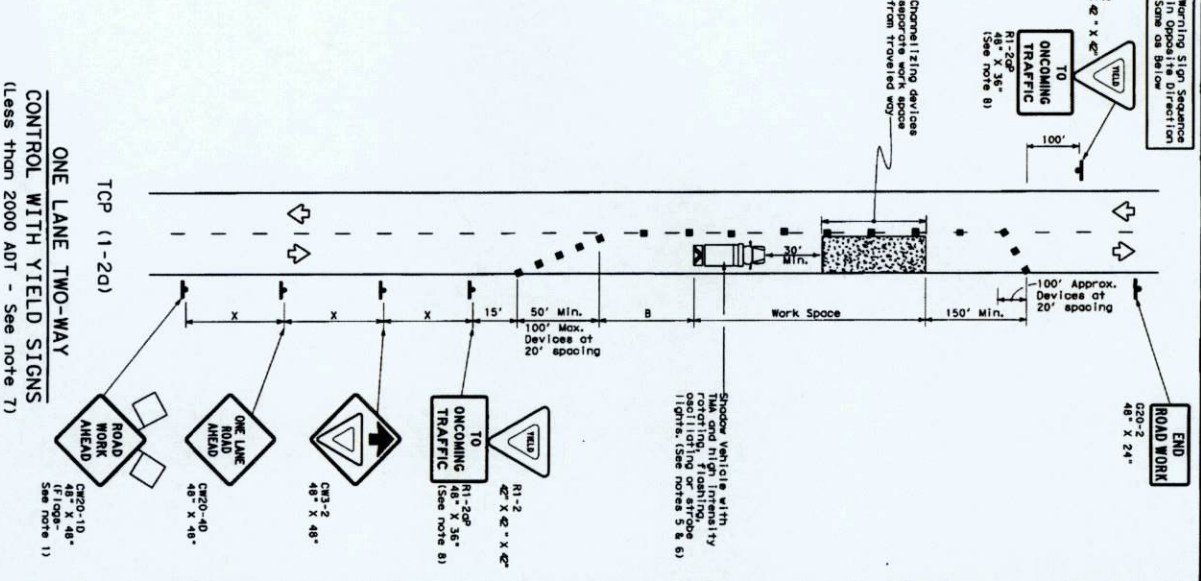 Warning Sign Sequence
in Opposite Direction
Same as Below
42" X 42"
YIELD
TO
ONCOMING
TRAFFIC
R1-2aP
48" X 36"
(See note 8)
100'
Channelizing devices
separate work space
from traveled way
END
ROAD WORK
G20-2
48" X 24"
100' Approx.
Devices at
20' spacing
150' Min.
Work Space
30'
Min.
B
50' Min.
100' Max.
Devices at
20' spacing
15'
X
X
X
Shadow Vehicle with
TMA and high intensity
rotating, flashing,
oscillating or strobe
lights. (See notes 5 & 6)
YIELD
R1-2
42" X 42" X 42"
TO
ONCOMING
TRAFFIC
R1-2aP
48" X 36"
(See note 8)
CW3-2
48" X 48"
ONE LANE
ROAD
AHEAD
CW20-4D
48" X 48"
ROAD
WORK
AHEAD
CW20-1D
48" X 48"
(Flags-
See note 1)
TCP (1-2a)
ONE LANE TWO-WAY
CONTROL WITH YIELD SIGNS
(Less than 2000 ADT - See note 7)